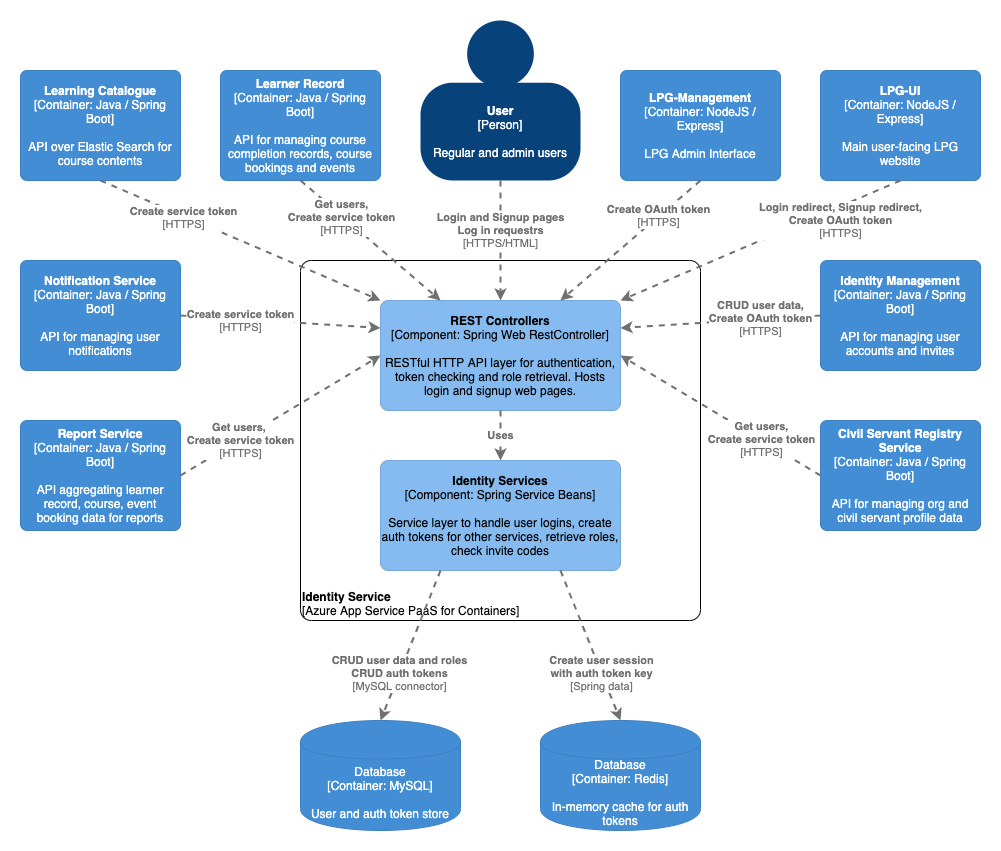 Learning Catalogue
[Container: Java / Spring
Boot]
API over Elastic Search for
course contents
Learner Record
[Container: Java / Spring
Boot]
API for managing course
completion records, course
bookings and events
User
[Person]
Regular and admin users
LPG-Management
[Container: NodeJS /
Express]
LPG Admin Interface
LPG-UI
[Container: NodeJS /
Express]
Main user-facing LPG
website
Create service token
[HTTPS]
Get users,
Create service token
[HTTPS]
Login and Signup pages
Log in requestrs
[HTTPS/HTML]
Create OAuth token
[HTTPS]
Login redirect, Signup redirect,
Create OAuth token
[HTTPS]
Notification Service
[Container: Java / Spring
Boot]
API for managing user
notifications
Create service token
[HTTPS]
REST Controllers
[Component: Spring Web RestController]
RESTful HTTP API layer for authentication,
token checking and role retrieval. Hosts
login and signup web pages.
CRUD user data,
Create OAuth token
[HTTPS]
Identity Management
[Container: Java / Spring
Boot]
API for managing user
accounts and invites
Report Service
[Container: Java / Spring
Boot]
API aggregating learner
record, course, event
booking data for reports
Get users,
Create service token
[HTTPS]
Uses
Get users,
Create service token
[HTTPS]
Civil Servant Registry
Service
[Container: Java / Spring
Boot]
API for managing org and
civil servant profile data
Identity Services
[Component: Spring Service Beans]
Service layer to handle user logins, create
auth tokens for other services, retrieve roles,
check invite codes
Identity Service
[Azure App Service PaaS for Containers]
CRUD user data and roles
CRUD auth tokens
[MySQL connector]
Create user session
with auth token key
[Spring data]
Database
[Container: MySQL]
User and auth token store
Database
[Container: Redis]
In-memory cache for auth
tokens